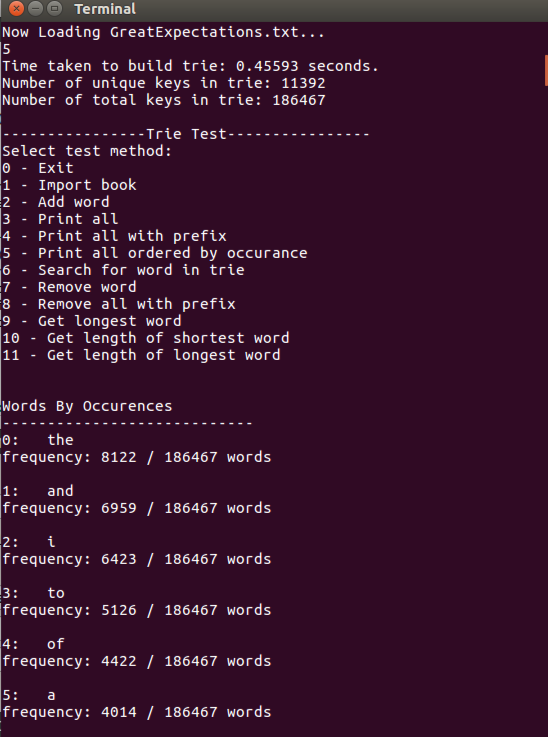 Terminal
Now Loading GreatExpectations.txt...
5
Time taken to build trie: 0.45593 seconds.
Number of unique keys in trie: 11392
Number of total keys in trie: 186467
----------------Trie Test----------------
Select test method:
0 - Exit
1 - Import book
2 - Add word
3 - Print all
4 - Print all with prefix
5 - Print all ordered by occurance
6 - Search for word in trie
7 - Remove word
8 - Remove all with prefix
9 - Get longest word
10 - Get length of shortest word
11 - Get length of longest word
Words By Occurences
----------------------------
0:   the
frequency: 8122 / 186467 words
1:   and
frequency: 6959 / 186467 words
2:   i
frequency: 6423 / 186467 words
3:   to
frequency: 5126 / 186467 words
4:   of
frequency: 4422 / 186467 words
5:   a
frequency: 4014 / 186467 words